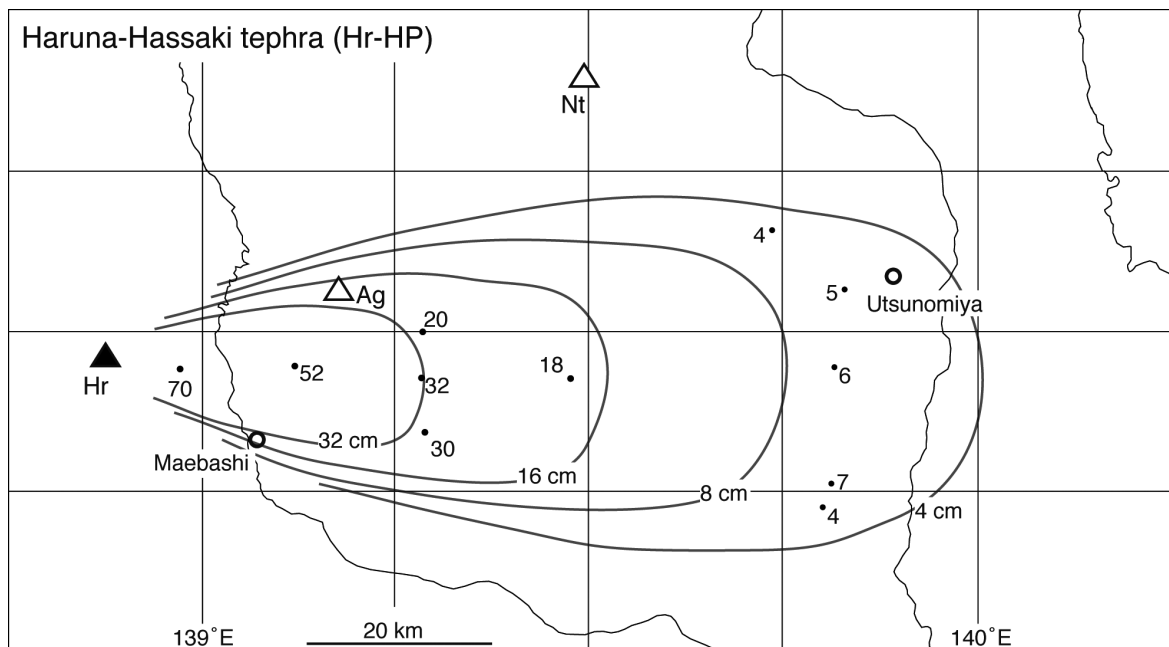 Haruna-Hassaki tephra (Hr-HP)
Nt
4
5
Utsunomiya
Ag
20
Hr
70
52
32
18
6
30
32 cm
Maebashi
16 cm
8 cm
7
4
4 cm
139°E
20 km
140°E